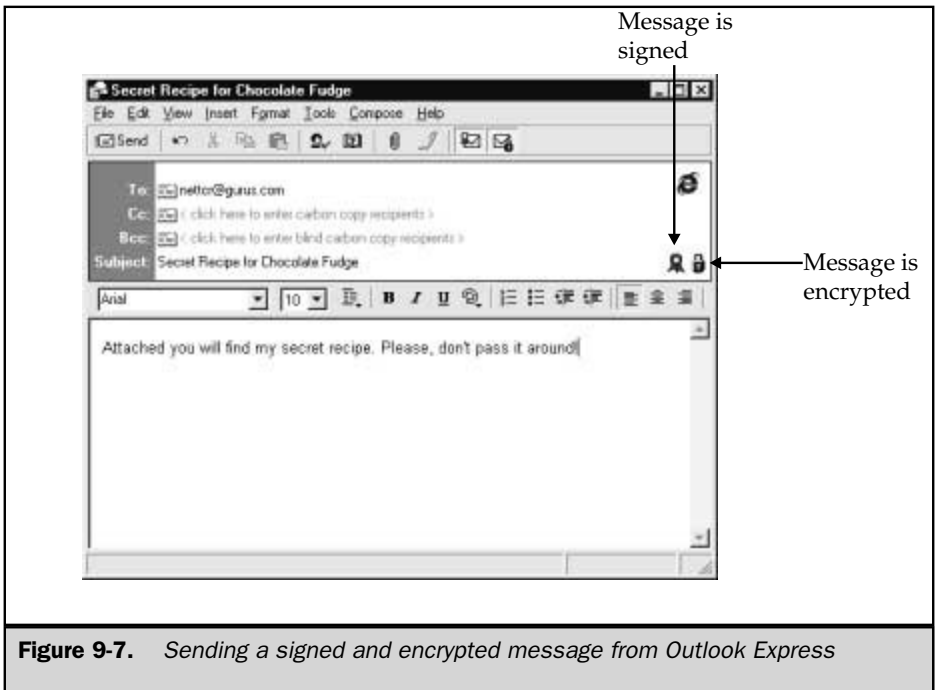 Message is
signed
Secret Recipe for Chocolate Fudge
File Edit View Insert Format Tools Compose Help
Send
To: nettcr@gurus.com
Cc: < click here to enter carbon copy recipients >
Bcc: < click here to enter blind carbon copy recipients >
Subject: Secret Recipe for Chocolate Fudge
Message is
encrypted
Arial 10 B I U
Attached you will find my secret recipe. Please, don't pass it around!
Figure 9-7. Sending a signed and encrypted message from Outlook Express